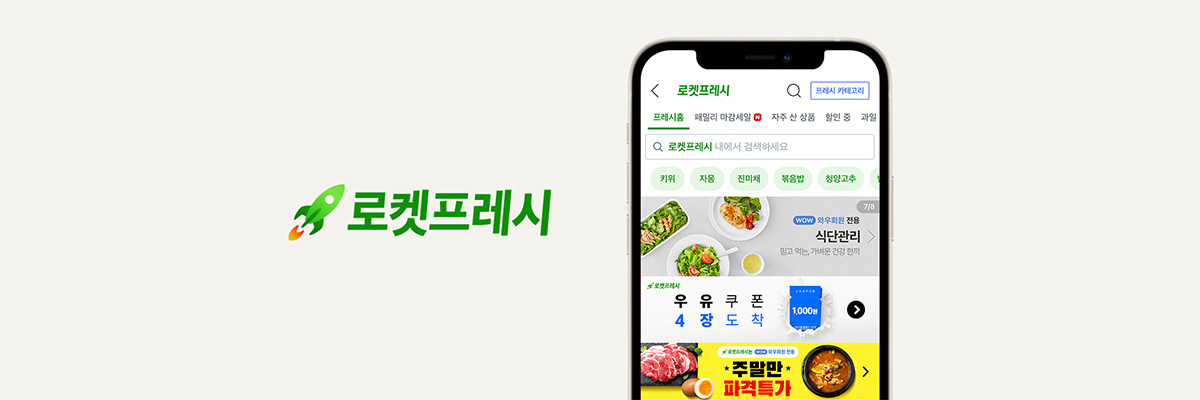 로켓프레시
로켓프레시
프레시 카테고리
프레시홈 패밀리 마감세일 N 자주 산 상품 할인 중 과일
로켓프레시 내에서 검색하세요
키위 자몽 진미채 볶음밥 청양고추
7/8
WOW 와우회원 전용
식단관리
믿고 먹는, 가벼운 건강 한끼
로켓프레시
우유쿠폰
4장도착
COUPON
1,000원
로켓프레시는 WOW 와우회원 전용
주말만
파격특가